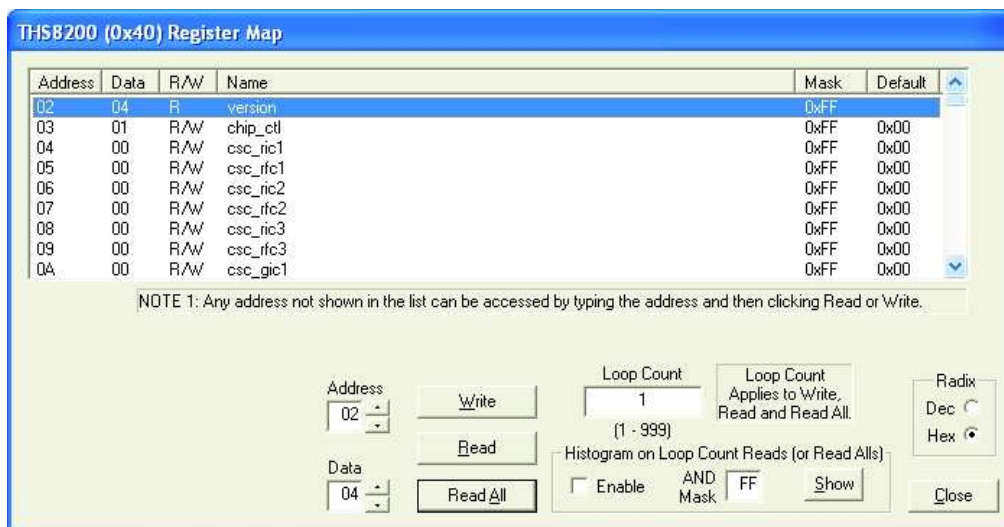 THS8200 (0x40) Register Map
Address Data R/W Name Mask Default
02 04 R version 0xFF
03 01 R/W chip_ctl 0xFF 0x00
04 00 R/W csc_ric1 0xFF 0x00
05 00 R/W csc_rfc1 0xFF 0x00
06 00 R/W csc_ric2 0xFF 0x00
07 00 R/W csc_rfc2 0xFF 0x00
08 00 R/W csc_ric3 0xFF 0x00
09 00 R/W csc_rfc3 0xFF 0x00
0A 00 R/W csc_gic1 0xFF 0x00
NOTE 1: Any address not shown in the list can be accessed by typing the address and then clicking Read or Write.
Address
02
Write
Loop Count
1
(1 - 999)
Loop Count
Applies to Write,
Read and Read All.
Radix
Dec
Hex
Read
Data
04
Read All
Histogram on Loop Count Reads (or Read Alls)
Enable
AND
Mask
FF
Show
Close